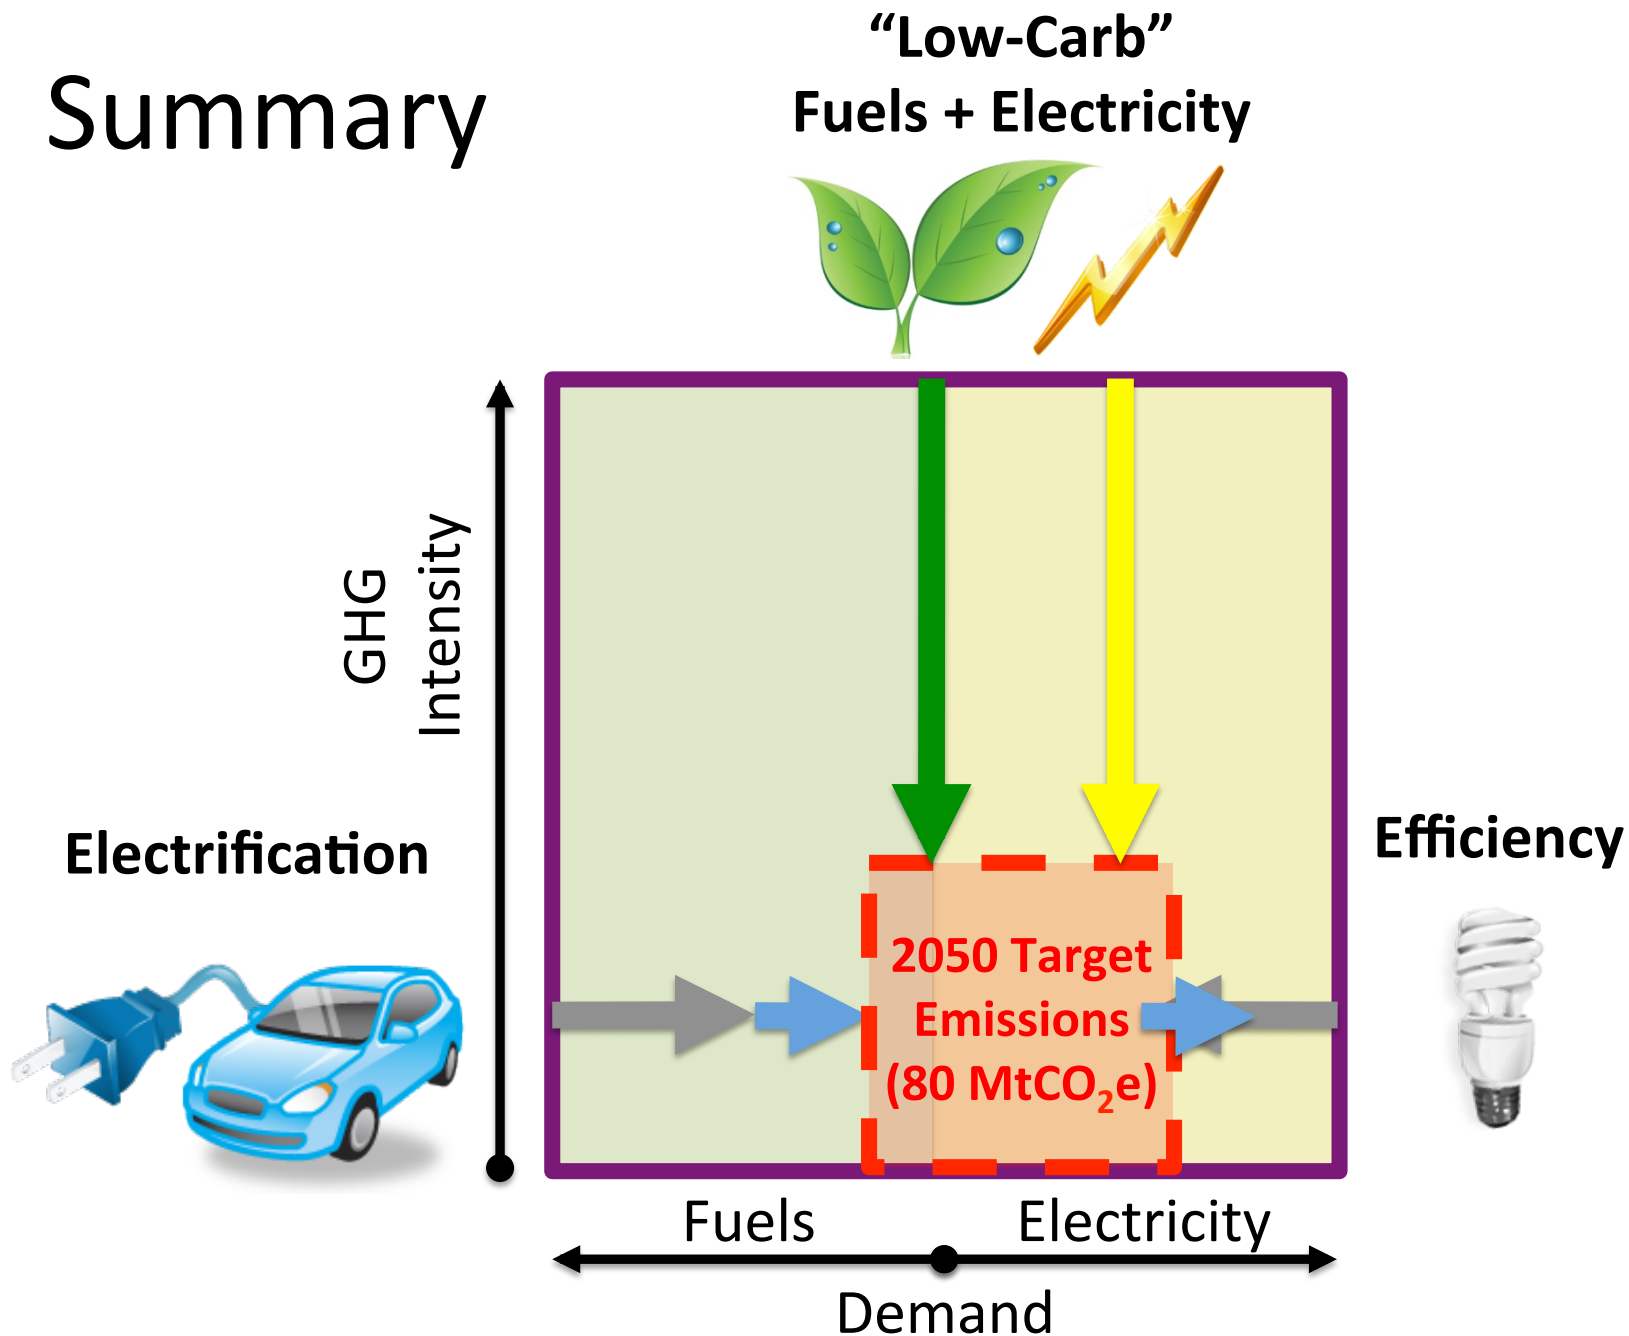 Summary
“Low-Carb”
Fuels + Electricity
GHG
Intensity
Electrification
Efficiency
2050 Target
Emissions
(80 MtCO₂e)
Fuels
Electricity
Demand